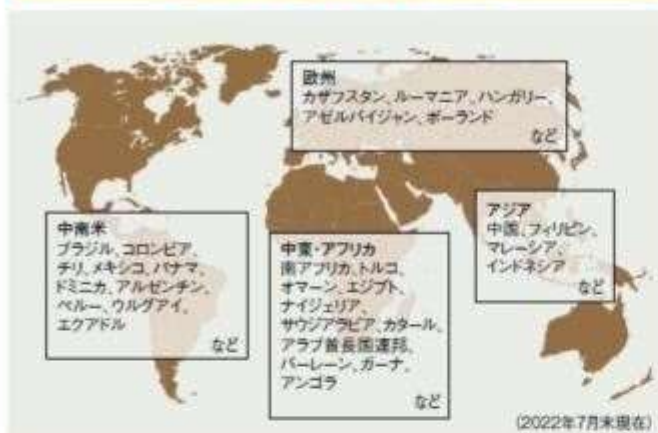 欧州
カザフスタン、ルーマニア、ハンガリー、
アゼルバイジャン、ポーランド
など
中南米
ブラジル、コロンビア、
チリ、メキシコ、パナマ、
ドミニカ、アルゼンチン、
ペルー、ウルグアイ、
エクアドル
など
中東・アフリカ
南アフリカ、トルコ、
オマーン、エジプト、
ナイジェリア、
サウジアラビア、カタール、
アラブ首長国連邦、
バーレーン、ガーナ、
アンゴラ
など
アジア
中国、フィリピン、
マレーシア、
インドネシア
など
(2022年7月末現在)